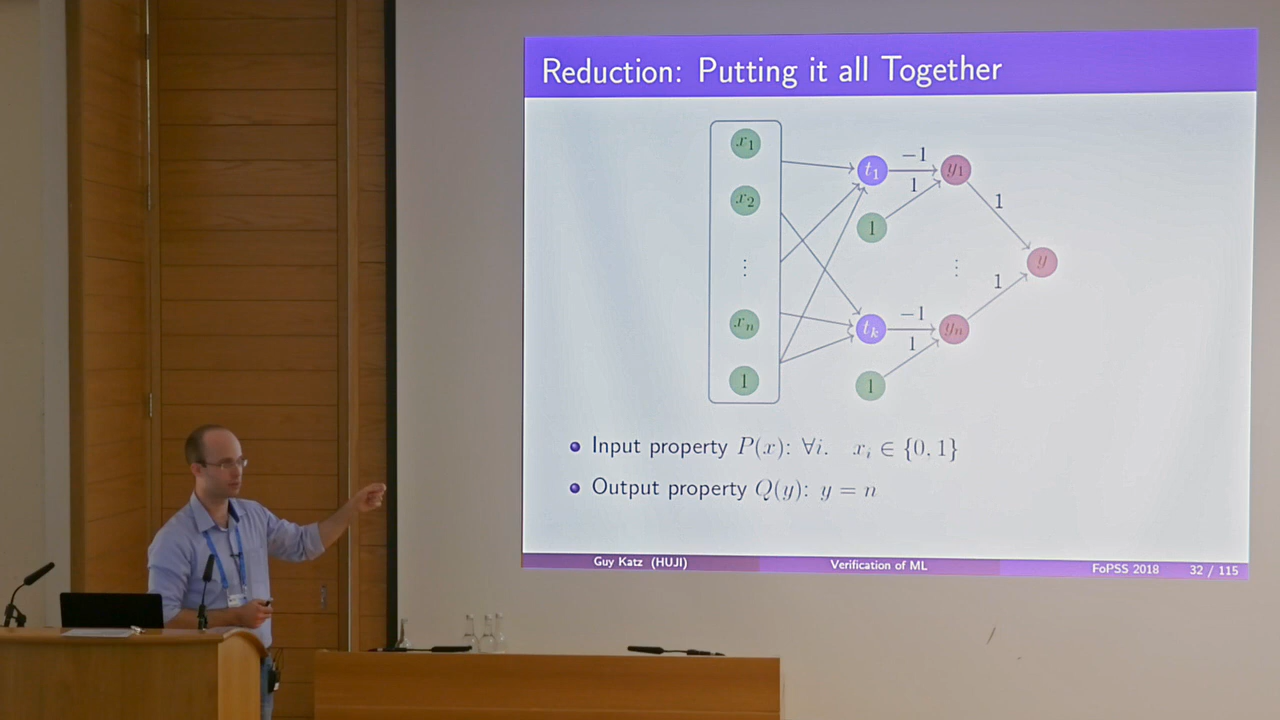 Reduction: Putting it all Together
x₁
x₂
⋮
xₙ
1
t₁
−1
y₁
1
1
1
⋮
y
tₖ
−1
yₙ
1
1
1
Input property P(x): ∀i. xᵢ ∈ {0, 1}
Output property Q(y): y = n
Guy Katz (HUJI)
Verification of ML
FoPSS 2018 32 / 115